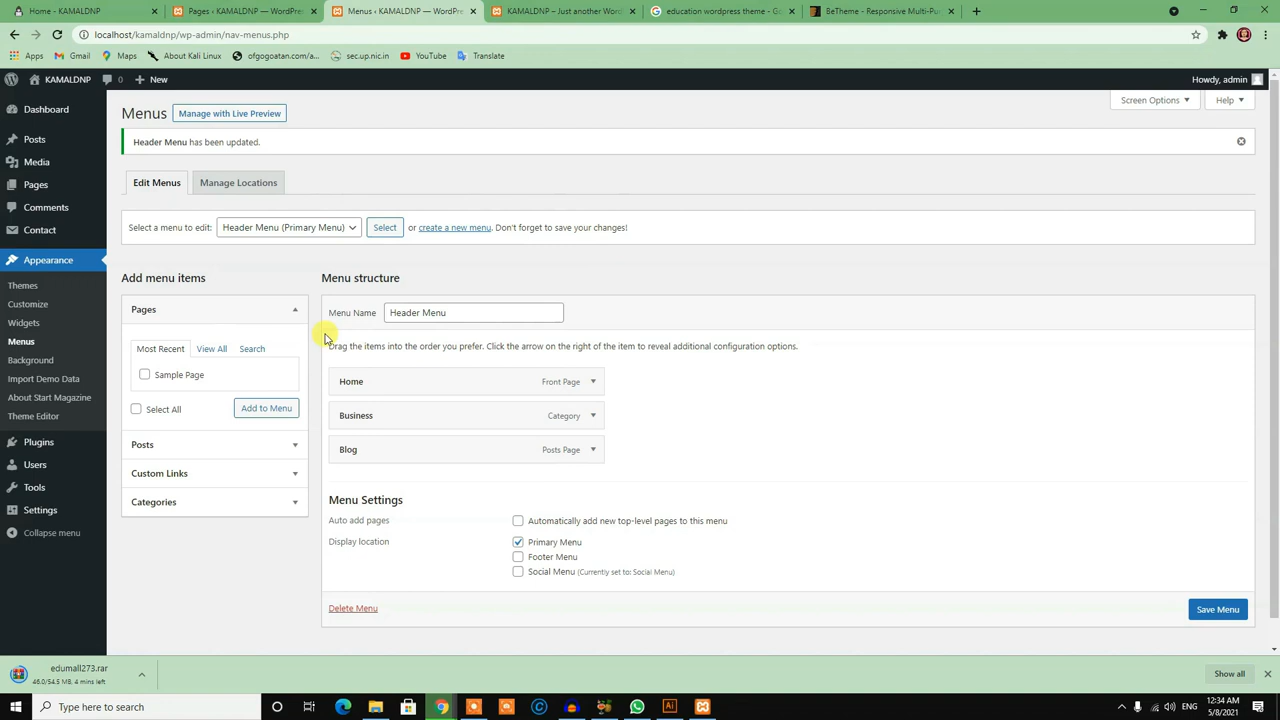 Home - KAMALDNP
Pages ‹ KAMALDNP — WordPres
Menus ‹ KAMALDNP — WordPre
KAMALDNP – Just another WordP
education wordpress theme - Go
BeTheme - Responsive Multi-Pu
localhost/kamaldnp/wp-admin/nav-menus.php
Apps
Gmail
Maps
About Kali Linux
ofgogoatan.com/a...
sec.up.nic.in
YouTube
Translate
KAMALDNP
0
New
Howdy, admin
Dashboard
Posts
Media
Pages
Comments
Contact
Appearance
Themes
Customize
Widgets
Menus
Background
Import Demo Data
About Start Magazine
Theme Editor
Plugins
Users
Tools
Settings
Collapse menu
Screen Options
Help
Menus
Manage with Live Preview
Header Menu has been updated.
Edit Menus
Manage Locations
Select a menu to edit: Header Menu (Primary Menu) Select or create a new menu. Don't forget to save your changes!
Add menu items
Pages
Most Recent
View All
Search
Sample Page
Select All
Add to Menu
Posts
Custom Links
Categories
Menu structure
Menu Name Header Menu
Drag the items into the order you prefer. Click the arrow on the right of the item to reveal additional configuration options.
Home Front Page
Business Category
Blog Posts Page
Menu Settings
Auto add pages
Automatically add new top-level pages to this menu
Display location
Primary Menu
Footer Menu
Social Menu (Currently set to: Social Menu)
Delete Menu
Save Menu
edumall273.rar
46.0/54.5 MB, 4 mins left
Show all
Type here to search
12:34 AM
5/8/2021